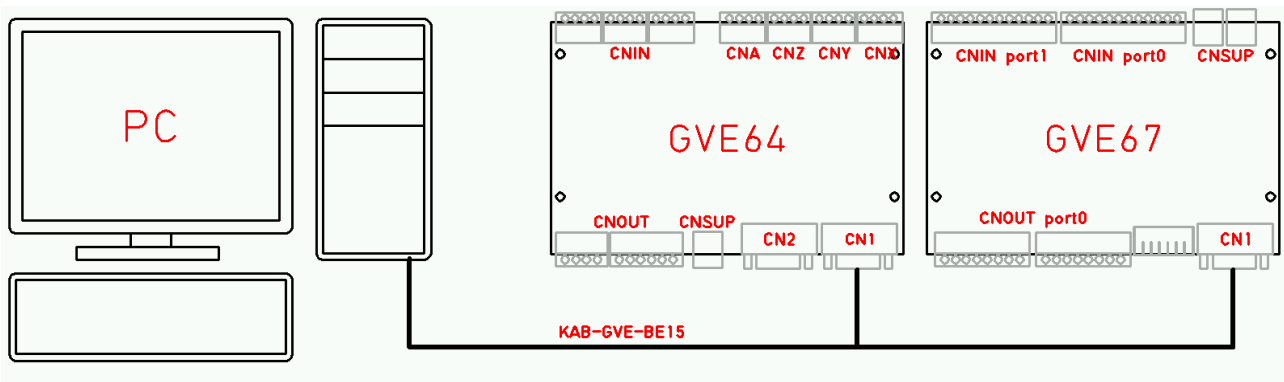 PC
GVE64
CNIN
CNA CNZ CNY CNX
CNOUT
CNSUP
CN2
CN1
GVE67
CNIN port1
CNIN port0
CNSUP
CNOUT port0
CN1
KAB-GVE-BE15